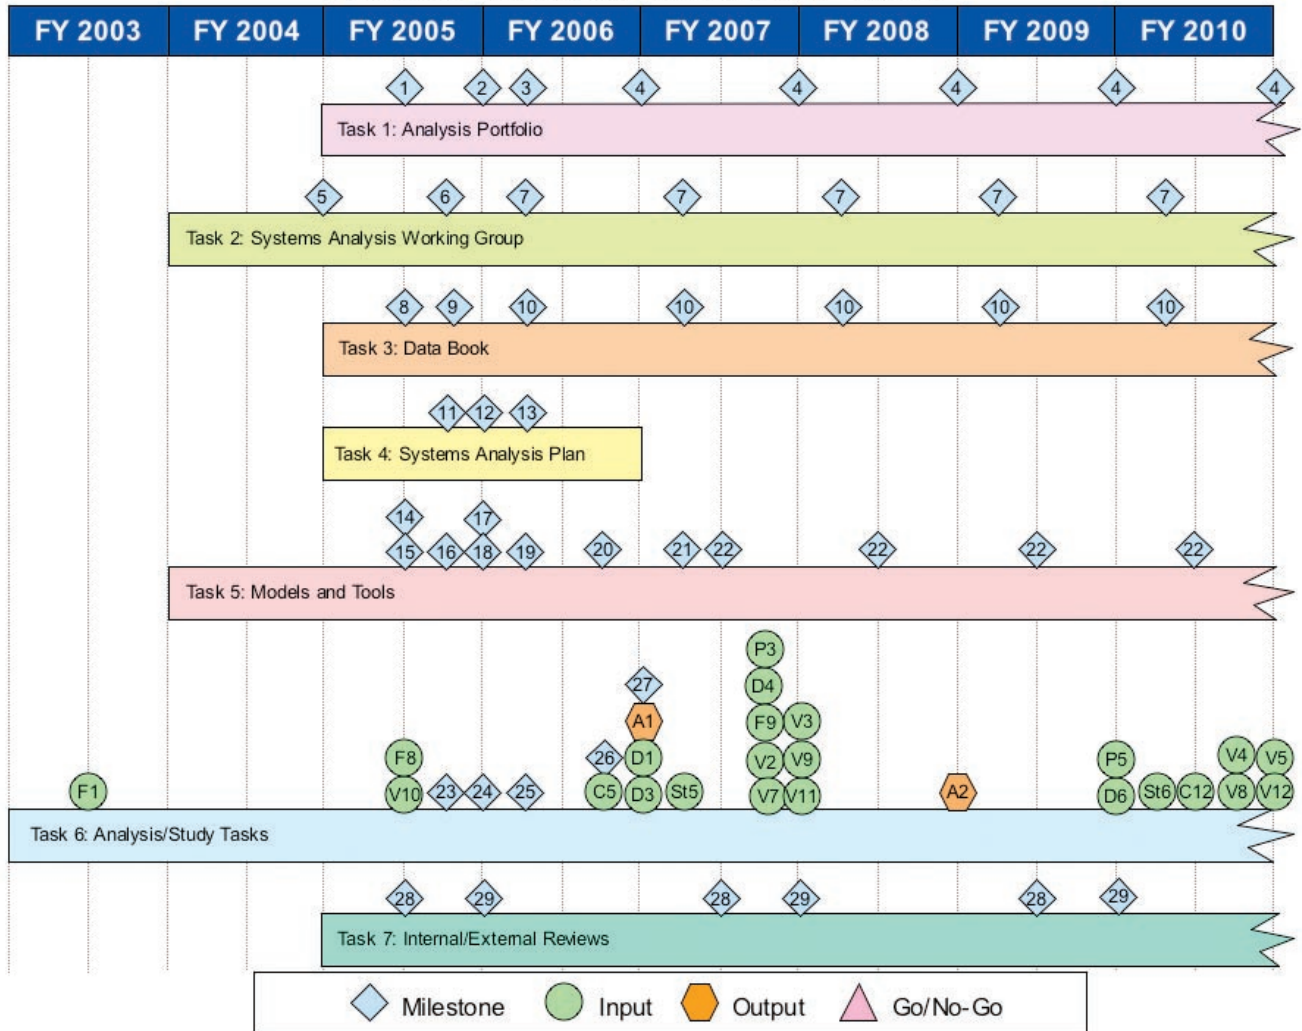 FY 2003 FY 2004 FY 2005 FY 2006 FY 2007 FY 2008 FY 2009 FY 2010
1 2 3 4 4 4 4 4
Task 1: Analysis Portfolio
5 6 7 7 7 7 7
Task 2: Systems Analysis Working Group
8 9 10 10 10 10 10
Task 3: Data Book
11 12 13
Task 4: Systems Analysis Plan
14 17
15 16 18 19 20 21 22 22 22 22
Task 5: Models and Tools
P3
27 D4
A1 F9 V3
F8 26 D1 V2 V9 P5 V4 V5
F1 V10 23 24 25 C5 D3 St5 V7 V11 A2 D6 St6 C12 V8 V12
Task 6: Analysis/Study Tasks
28 29 28 29 28 29
Task 7: Internal/External Reviews
Milestone Input Output Go/No-Go